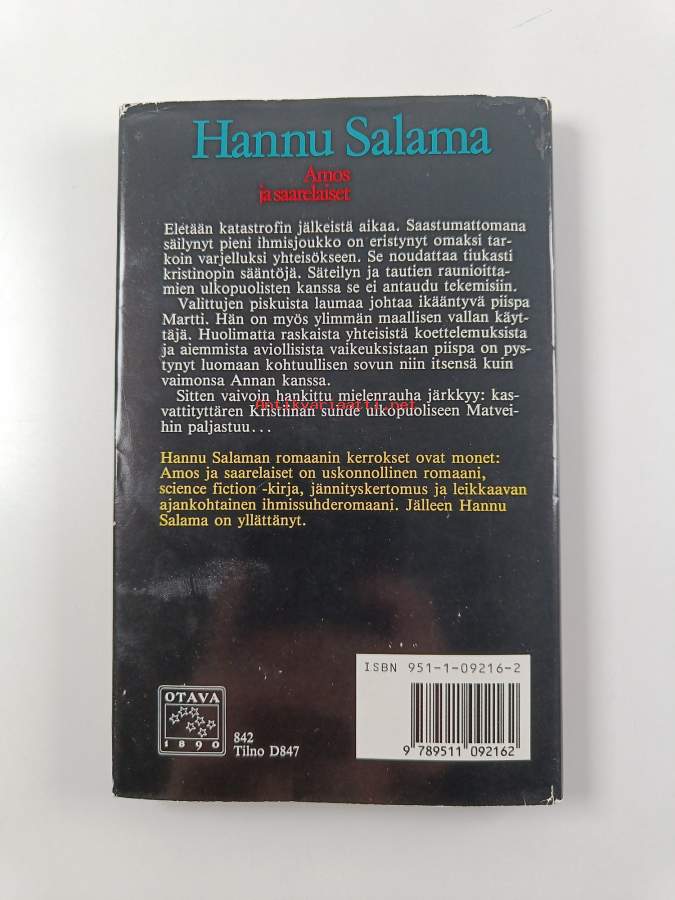 Hannu Salama
Amos
ja saarelaiset
Eletään katastrofin jälkeistä aikaa. Saastumattomana
säilynyt pieni ihmisjoukko on eristynyt omaksi tar-
koin varjelluksi yhteisökseen. Se noudattaa tiukasti
kristinopin sääntöjä. Säteilyn ja tautien raunioitta-
mien ulkopuolisten kanssa se ei antaudu tekemisiin.
Valittujen piskuista laumaa johtaa ikääntyvä piispa
Martti. Hän on myös ylimmän maallisen vallan käyt-
täjä. Huolimatta raskaista yhteisistä koettelemuksista
ja aiemmista aviollisista vaikeuksistaan piispa on pys-
tynyt luomaan kohtuullisen sovun niin itsensä kuin
vaimonsa Annan kanssa.
Sitten vaivoin hankittu mielenrauha järkkyy: kas-
Antikvariaatti.net
vattityttären Kristiinan suhde ulkopuoliseen Matvei-
hin paljastuu...
Hannu Salaman romaanin kerrokset ovat monet:
Amos ja saarelaiset on uskonnollinen romaani,
science fiction -kirja, jännityskertomus ja leikkaavan
ajankohtainen ihmissuhderomaani. Jälleen Hannu
Salama on yllättänyt.
ISBN 951-1-09216-2
OTAVA
1890
842
Tilno D847
9 789511 092162